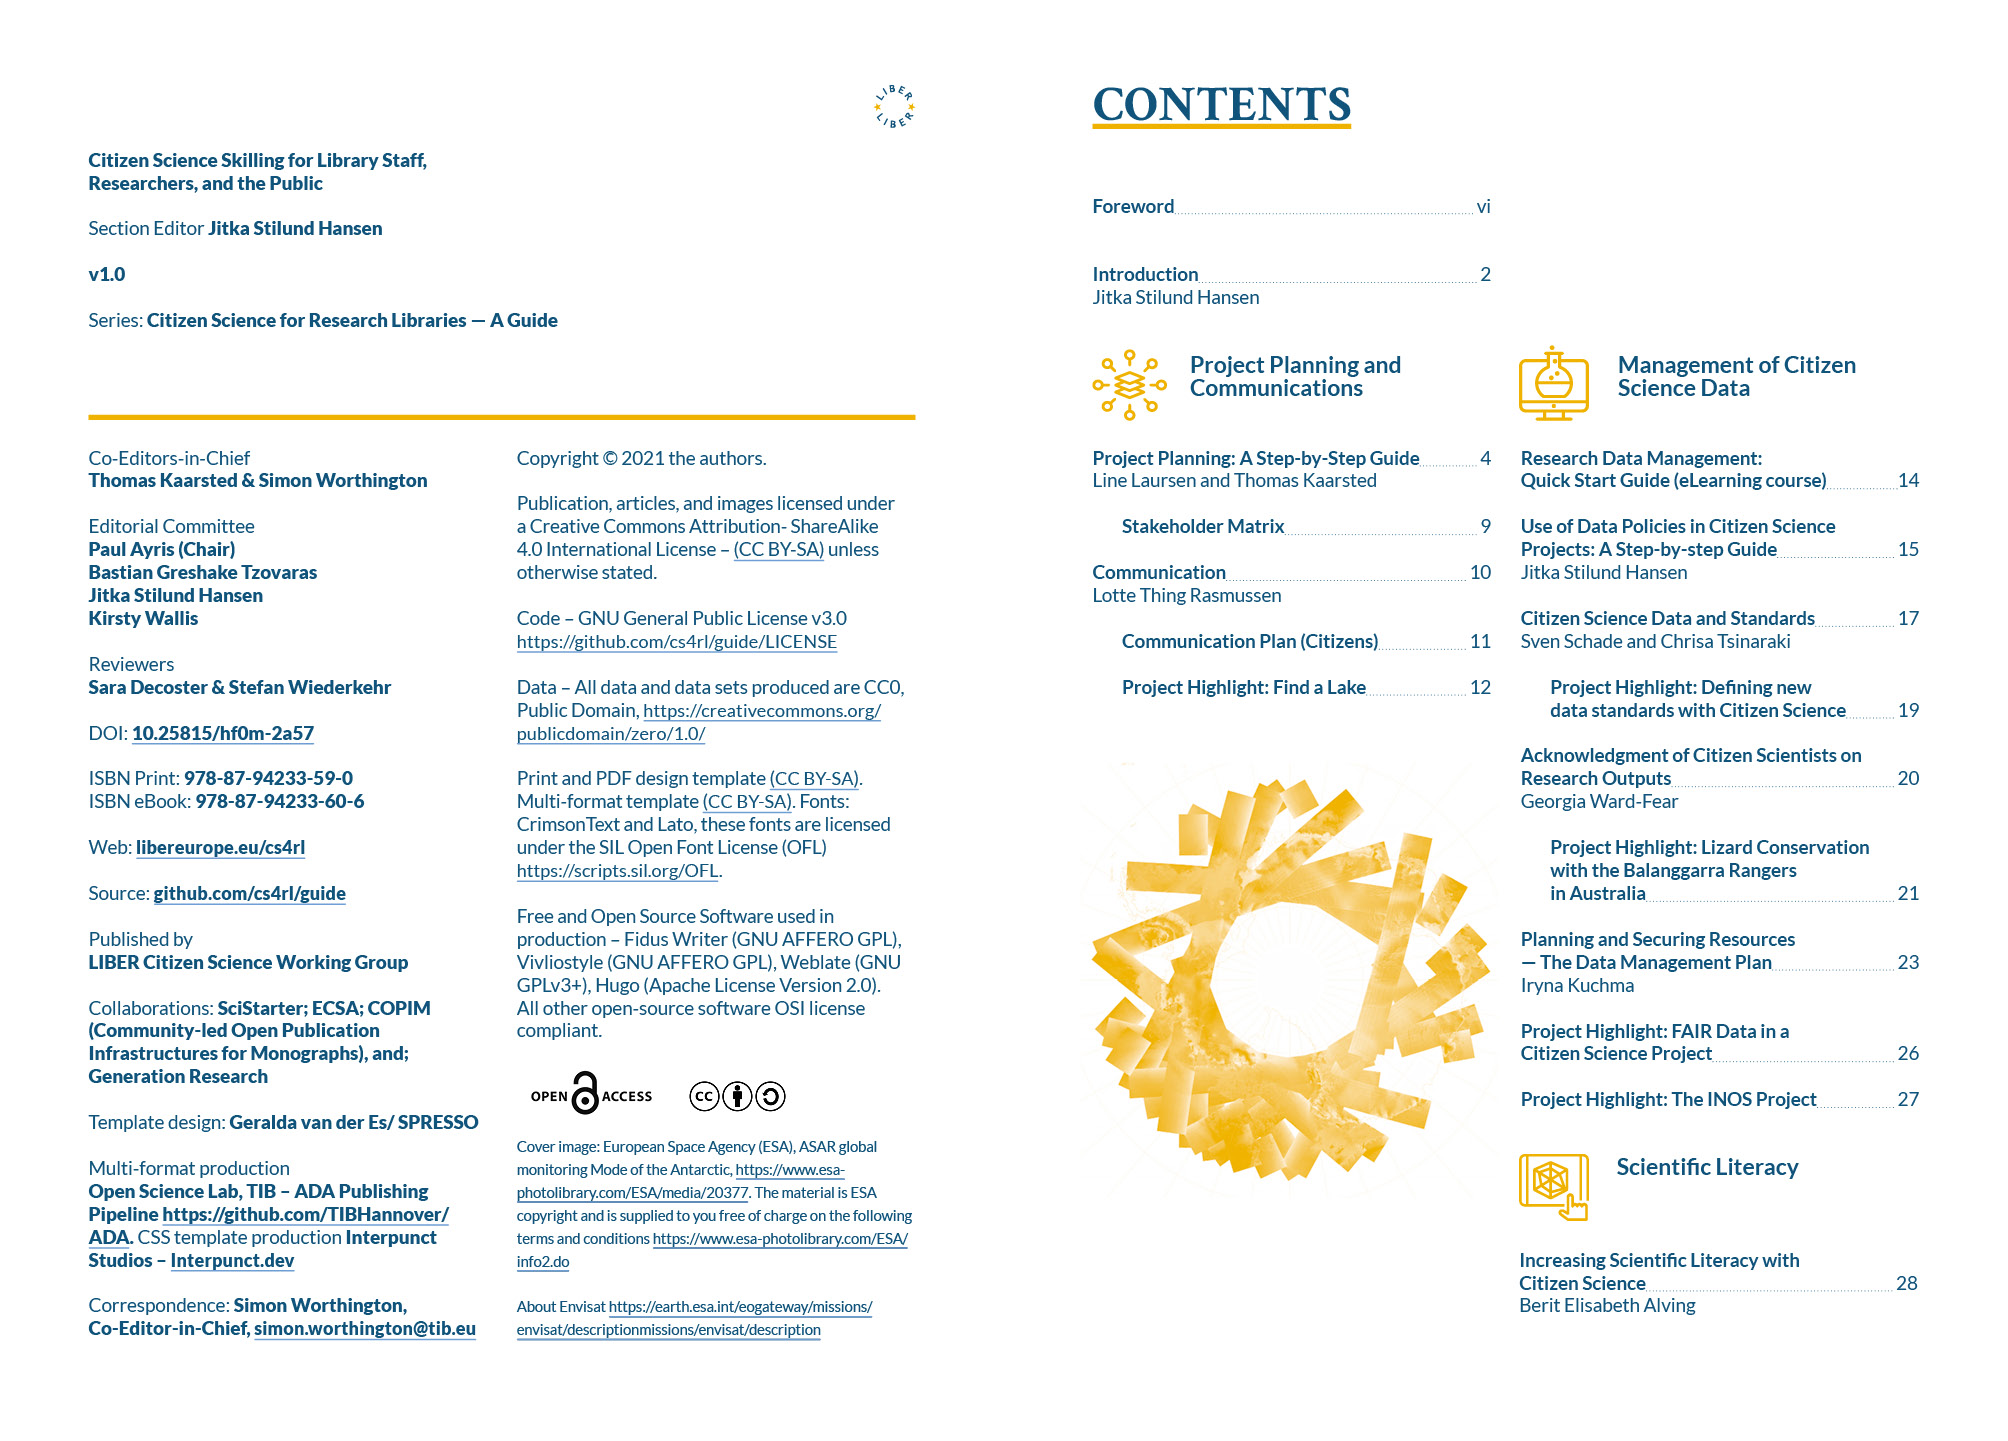 LIBER
LIBER
Citizen Science Skilling for Library Staff,
Researchers, and the Public
Section Editor Jitka Stilund Hansen
v1.0
Series: Citizen Science for Research Libraries — A Guide
Co-Editors-in-Chief
Thomas Kaarsted & Simon Worthington
Editorial Committee
Paul Ayris (Chair)
Bastian Greshake Tzovaras
Jitka Stilund Hansen
Kirsty Wallis
Reviewers
Sara Decoster & Stefan Wiederkehr
DOI: 10.25815/hf0m-2a57
ISBN Print: 978-87-94233-59-0
ISBN eBook: 978-87-94233-60-6
Web: libereurope.eu/cs4rl
Source: github.com/cs4rl/guide
Published by
LIBER Citizen Science Working Group
Collaborations: SciStarter; ECSA; COPIM
(Community-led Open Publication
Infrastructures for Monographs), and;
Generation Research
Template design: Geralda van der Es/ SPRESSO
Multi-format production
Open Science Lab, TIB – ADA Publishing
Pipeline https://github.com/TIBHannover/
ADA. CSS template production Interpunct
Studios – Interpunct.dev
Correspondence: Simon Worthington,
Co-Editor-in-Chief, simon.worthington@tib.eu
Copyright © 2021 the authors.
Publication, articles, and images licensed under
a Creative Commons Attribution- ShareAlike
4.0 International License – (CC BY-SA) unless
otherwise stated.
Code – GNU General Public License v3.0
https://github.com/cs4rl/guide/LICENSE
Data – All data and data sets produced are CC0,
Public Domain, https://creativecommons.org/
publicdomain/zero/1.0/
Print and PDF design template (CC BY-SA).
Multi-format template (CC BY-SA). Fonts:
CrimsonText and Lato, these fonts are licensed
under the SIL Open Font License (OFL)
https://scripts.sil.org/OFL.
Free and Open Source Software used in
production – Fidus Writer (GNU AFFERO GPL),
Vivliostyle (GNU AFFERO GPL), Weblate (GNU
GPLv3+), Hugo (Apache License Version 2.0).
All other open-source software OSI license
compliant.
OPEN ACCESS
cc
Cover image: European Space Agency (ESA), ASAR global
monitoring Mode of the Antarctic, https://www.esa-
photolibrary.com/ESA/media/20377. The material is ESA
copyright and is supplied to you free of charge on the following
terms and conditions https://www.esa-photolibrary.com/ESA/
info2.do
About Envisat https://earth.esa.int/eogateway/missions/
envisat/descriptionmissions/envisat/description
CONTENTS
Foreword vi
Introduction 2
Jitka Stilund Hansen
Project Planning and
Communications
Project Planning: A Step-by-Step Guide 4
Line Laursen and Thomas Kaarsted
Stakeholder Matrix 9
Communication 10
Lotte Thing Rasmussen
Communication Plan (Citizens) 11
Project Highlight: Find a Lake 12
Management of Citizen
Science Data
Research Data Management:
Quick Start Guide (eLearning course) 14
Use of Data Policies in Citizen Science
Projects: A Step-by-step Guide 15
Jitka Stilund Hansen
Citizen Science Data and Standards 17
Sven Schade and Chrisa Tsinaraki
Project Highlight: Defining new
data standards with Citizen Science 19
Acknowledgment of Citizen Scientists on
Research Outputs 20
Georgia Ward-Fear
Project Highlight: Lizard Conservation
with the Balanggarra Rangers
in Australia 21
Planning and Securing Resources
— The Data Management Plan 23
Iryna Kuchma
Project Highlight: FAIR Data in a
Citizen Science Project 26
Project Highlight: The INOS Project 27
Scientific Literacy
Increasing Scientific Literacy with
Citizen Science 28
Berit Elisabeth Alving